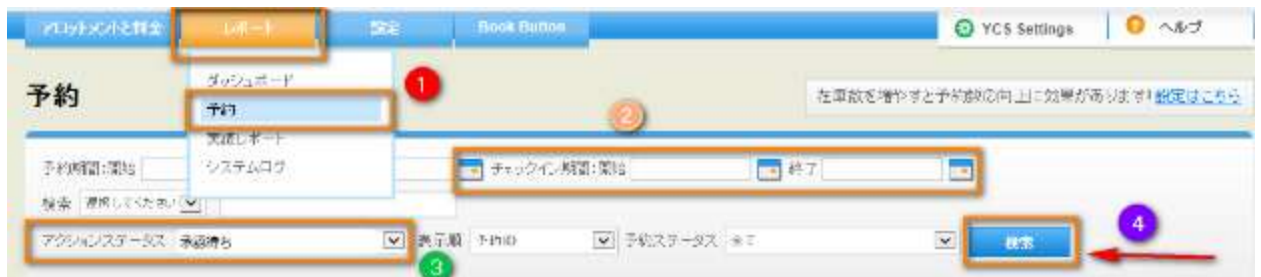 アロットメントと料金 レポート 設定 Book Button YCS Settings ヘルプ
ダッシュボード
1
予約
予約
在庫数を増やすと予約数の向上に効果があります! 設定はこちら
2
実績レポート
システムログ
予約期間:開始 チェックイン期間:開始 終了
検索 選択してください
アクションステータス 承認待ち 表示順 予約ID 予約ステータス 全て 検索
4
3